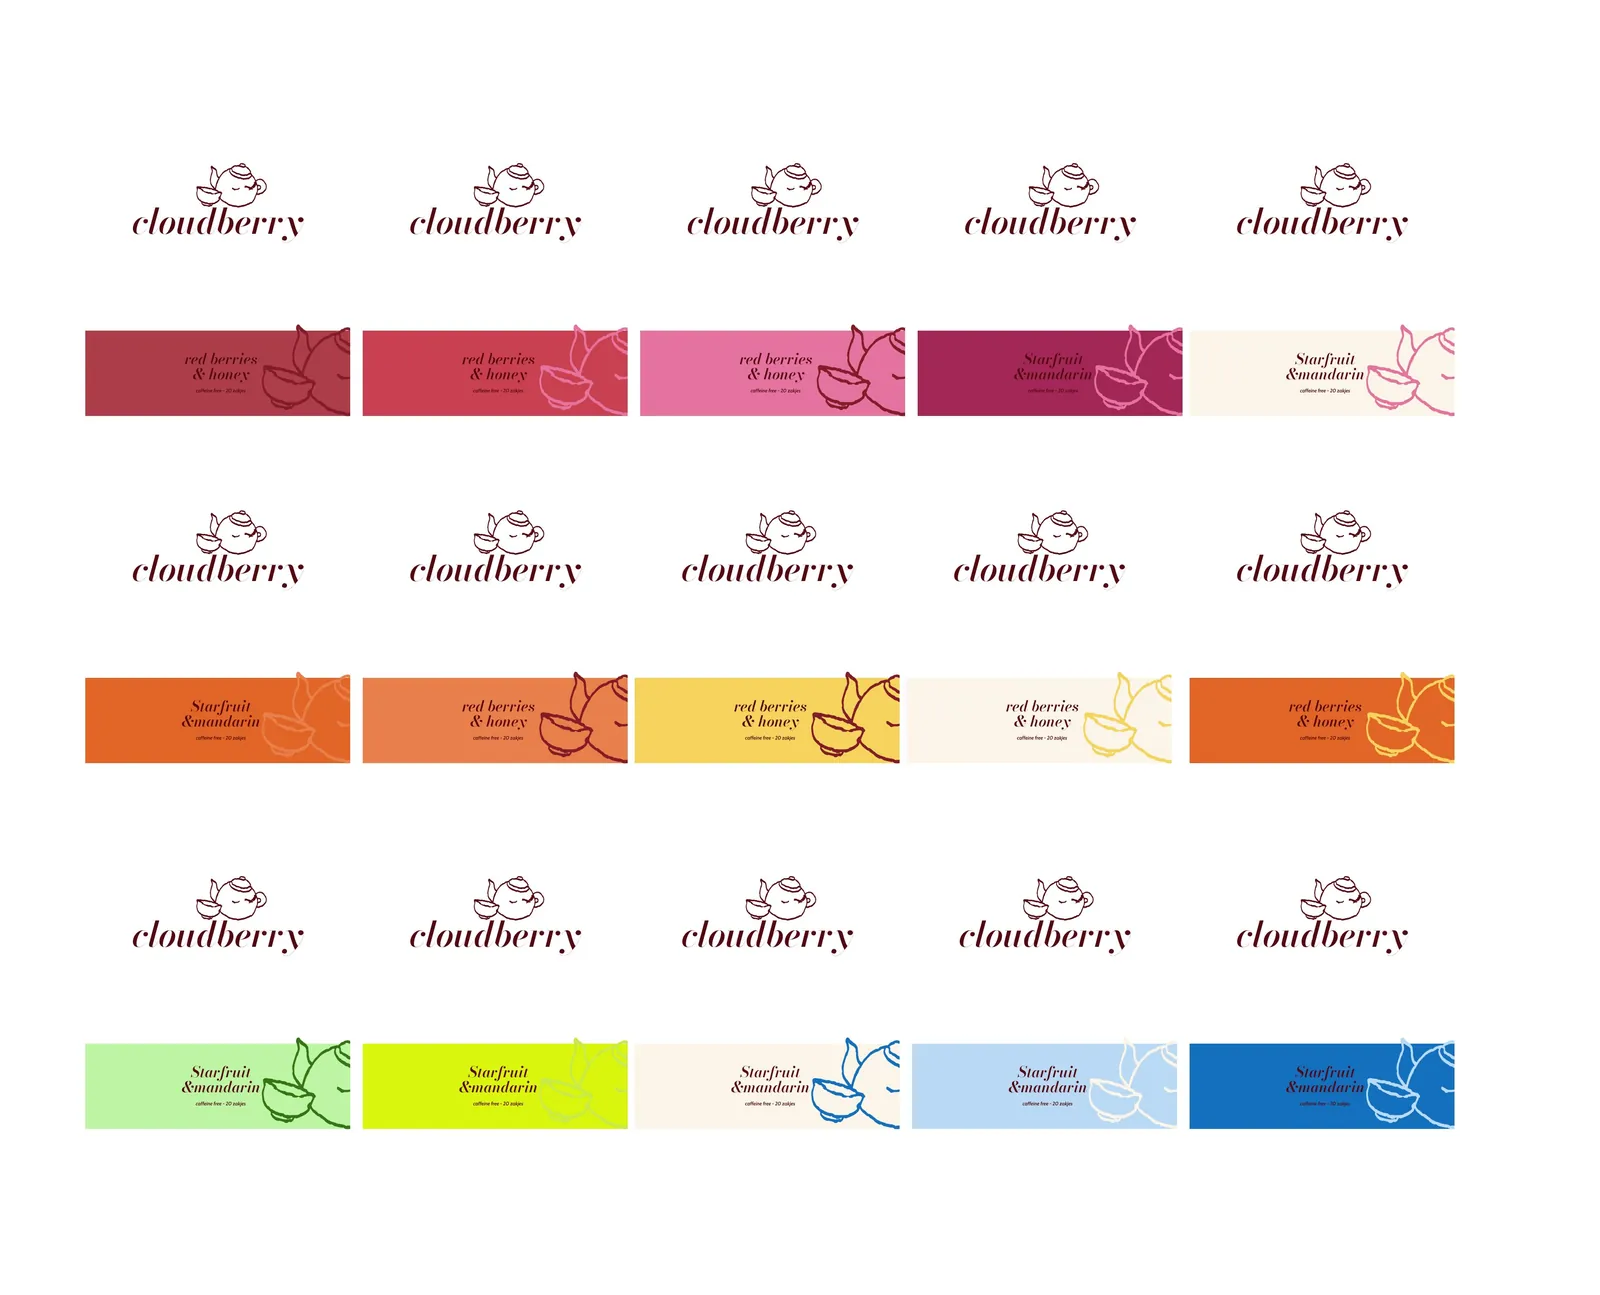 cloudberry
cloudberry
cloudberry
cloudberry
cloudberry
red berries
& honey
caffeine free - 20 zakjes
red berries
& honey
caffeine free - 20 zakjes
red berries
& honey
caffeine free - 20 zakjes
Starfruit
&mandarin
caffeine free - 20 zakjes
Starfruit
&mandarin
caffeine free - 20 zakjes
cloudberry
cloudberry
cloudberry
cloudberry
cloudberry
Starfruit
&mandarin
caffeine free - 20 zakjes
red berries
& honey
caffeine free - 20 zakjes
red berries
& honey
caffeine free - 20 zakjes
red berries
& honey
caffeine free - 20 zakjes
red berries
& honey
caffeine free - 20 zakjes
cloudberry
cloudberry
cloudberry
cloudberry
cloudberry
Starfruit
&mandarin
caffeine free - 20 zakjes
Starfruit
&mandarin
caffeine free - 20 zakjes
Starfruit
&mandarin
caffeine free - 20 zakjes
Starfruit
&mandarin
caffeine free - 20 zakjes
Starfruit
&mandarin
caffeine free - 20 zakjes